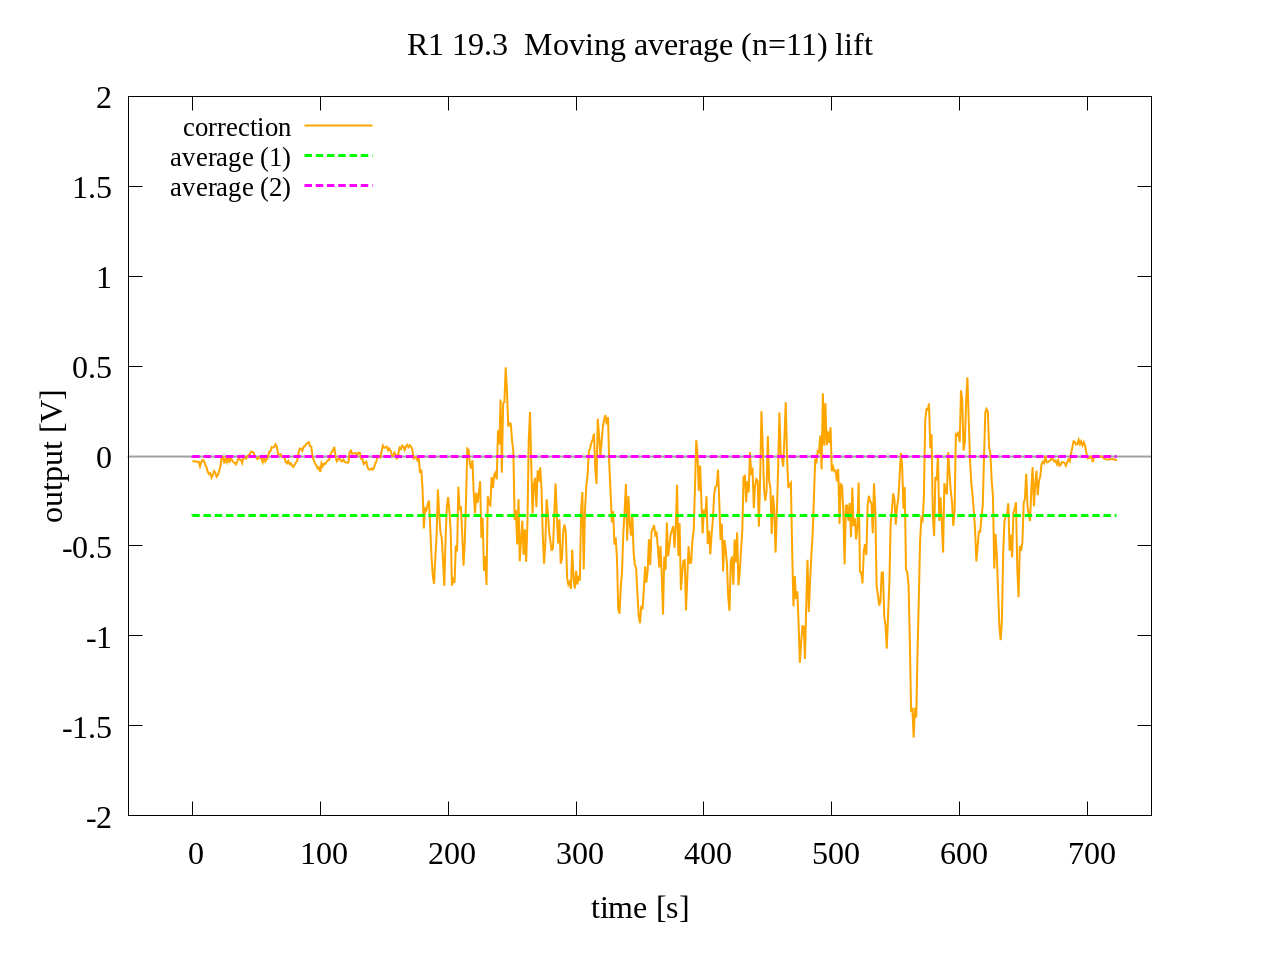 R1 19.3  Moving average (n=11) lift
correction
average (1)
average (2)
2
1.5
1
0.5
0
-0.5
-1
-1.5
-2
output [V]
0 100 200 300 400 500 600 700
time [s]